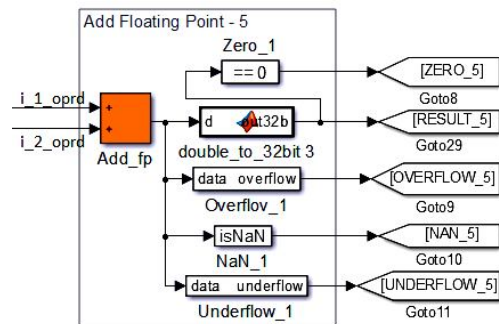 Add Floating Point - 5
Zero_1
== 0
[ZERO_5]
Goto8
i_1_oprd
+
+
i_2_oprd
Add_fp
d
out32b
double_to_32bit 3
[RESULT_5]
Goto29
data overflow
Overflov_1
[OVERFLOW_5]
Goto9
isNaN
NaN_1
[NAN_5]
Goto10
data underflow
Underflow_1
[UNDERFLOW_5]
Goto11